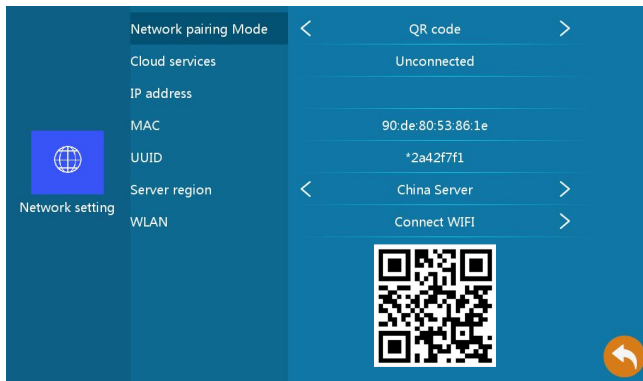 Network pairing Mode QR code
Cloud services Unconnected
IP address
MAC 90:de:80:53:86:1e
UUID *2a42f7f1
Server region China Server
Network setting
WLAN Connect WIFI